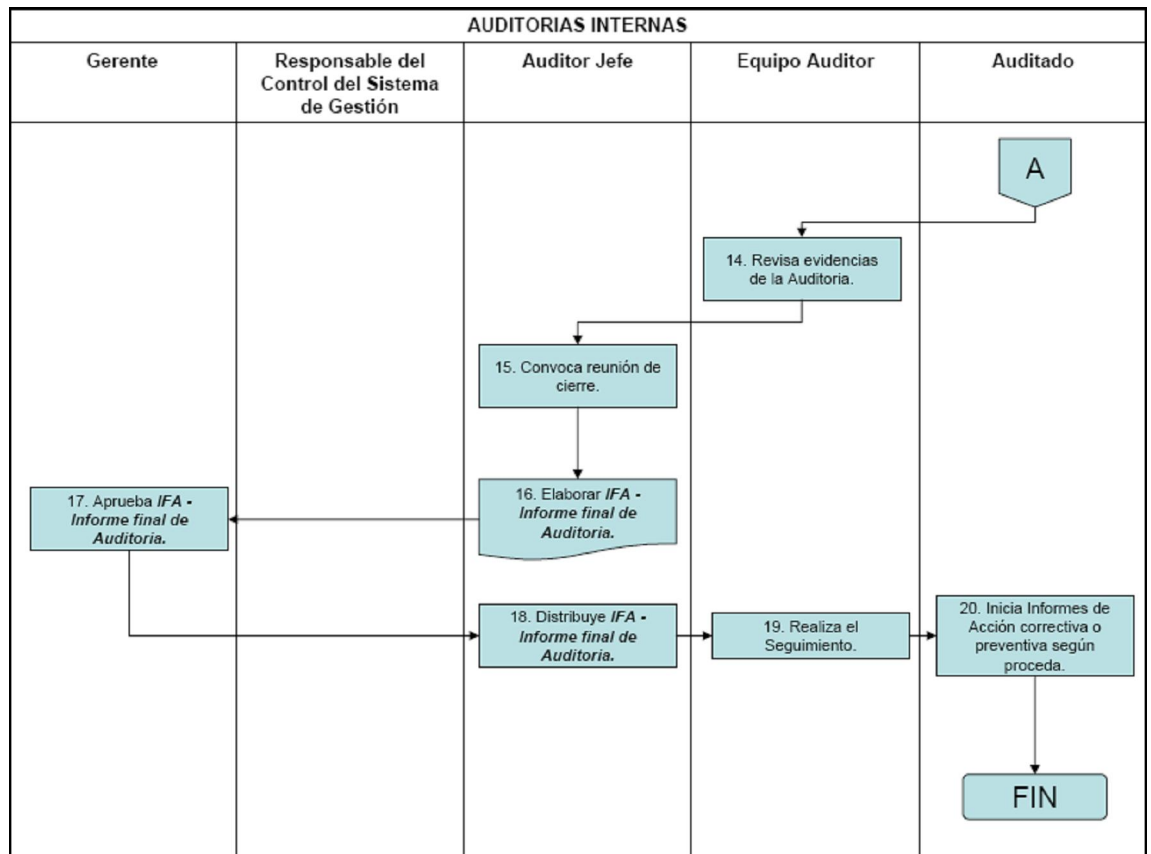 AUDITORIAS INTERNAS
Gerente
Responsable del
Control del Sistema
de Gestión
Auditor Jefe
Equipo Auditor
Auditado
A
14. Revisa evidencias
de la Auditoria.
15. Convoca reunión de
cierre.
16. Elaborar IFA -
Informe final de
Auditoria.
17. Aprueba IFA -
Informe final de
Auditoria.
18. Distribuye IFA -
Informe final de
Auditoria.
19. Realiza el
Seguimiento.
20. Inicia Informes de
Acción correctiva o
preventiva según
proceda.
FIN